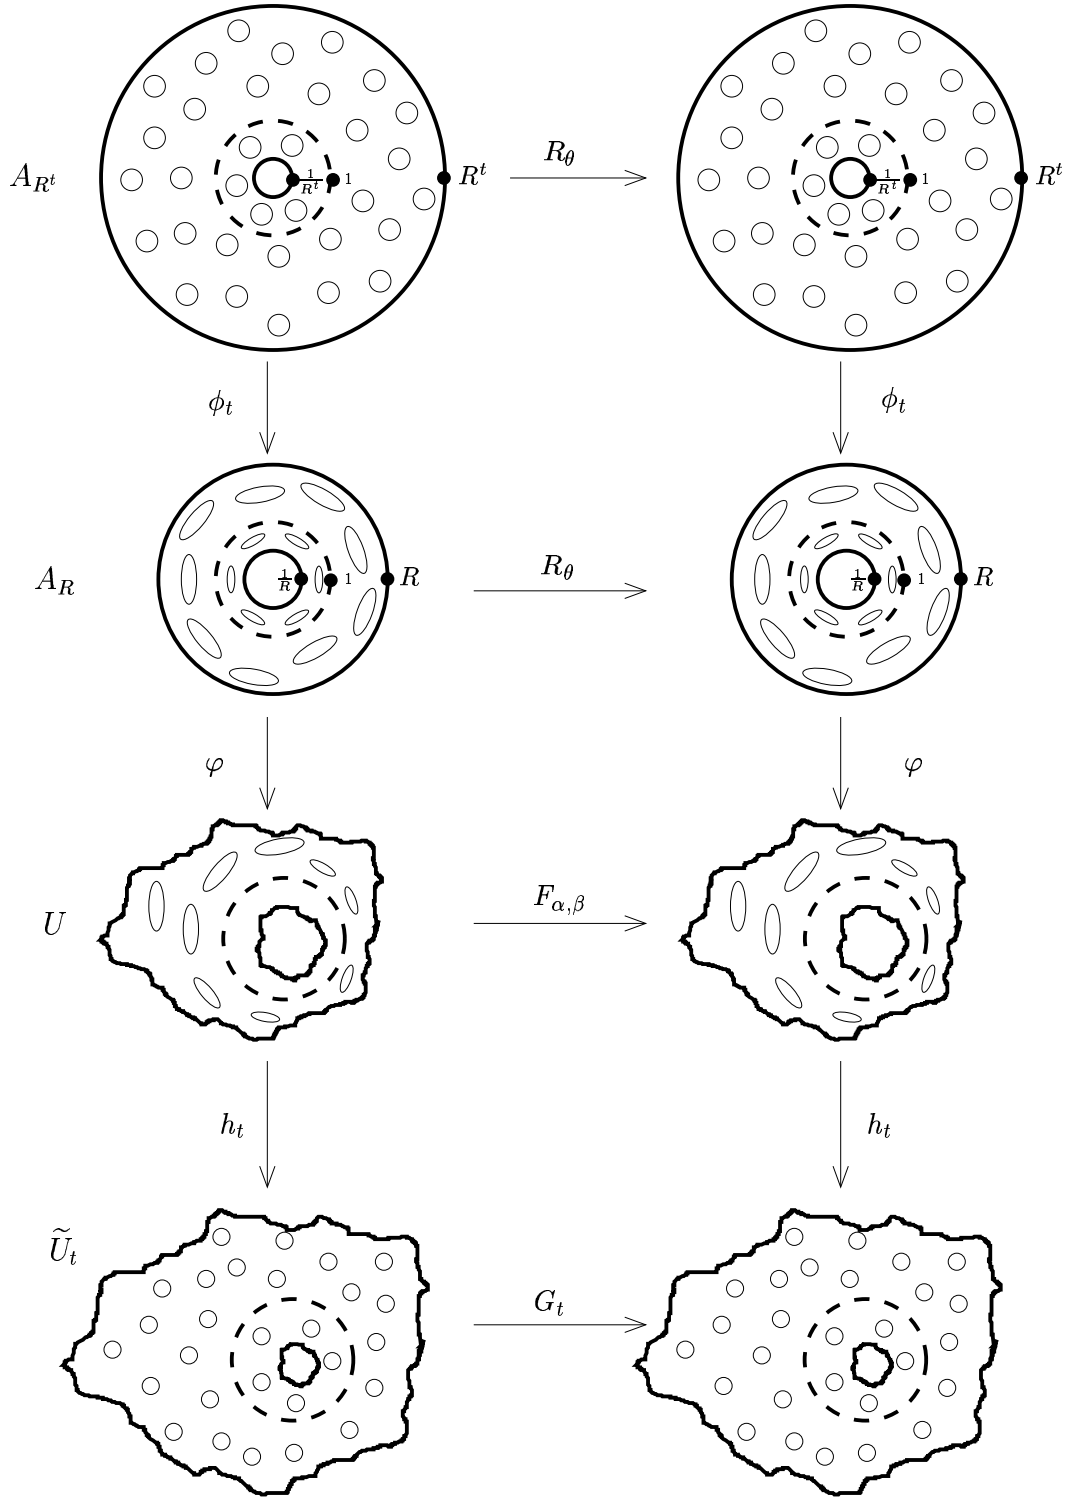 A_{R^t} 1/R^t 1 R^t R_θ 1/R^t 1 R^t
ϕ_t ϕ_t
A_R 1/R 1 R R_θ 1/R 1 R
φ φ
U F_{α,β}
h_t h_t
Ũ_t G_t